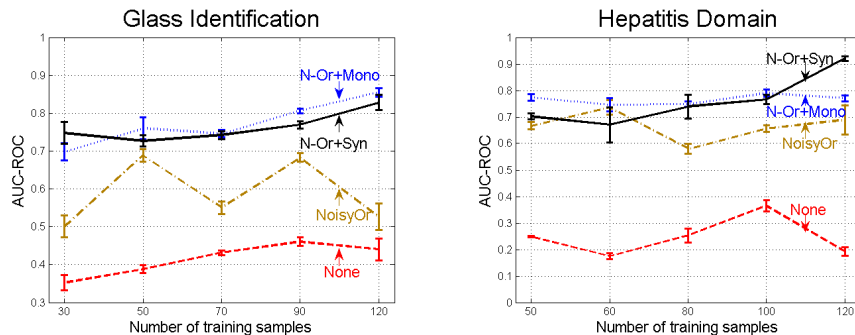 Glass Identification
1
0.9
0.8
0.7
0.6
0.5
0.4
0.3
AUC-ROC
N-Or+Mono
N-Or+Syn
NoisyOr
None
30 50 70 90 120
Number of training samples
Hepatitis Domain
1
0.9
0.8
0.7
0.6
0.5
0.4
0.3
0.2
0.1
0
AUC-ROC
N-Or+Syn
N-Or+Mono
NoisyOr
None
50 60 80 100 120
Number of training samples